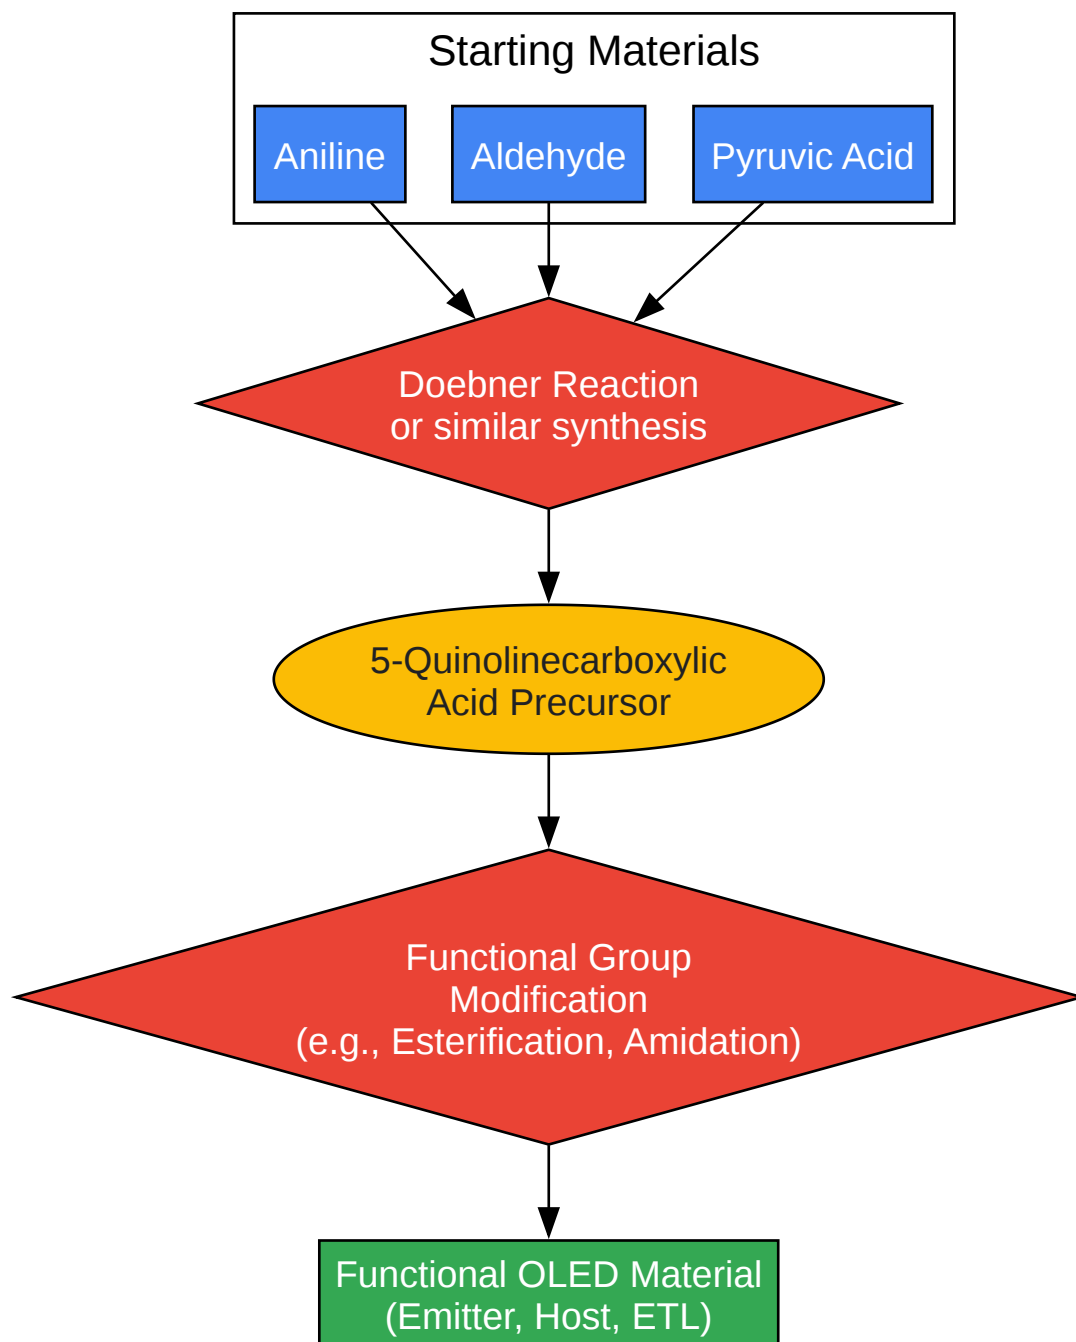 Starting Materials
Aniline
Aldehyde
Pyruvic Acid
Doebner Reaction
or similar synthesis
5-Quinolinecarboxylic
Acid Precursor
Functional Group
Modification
(e.g., Esterification, Amidation)
Functional OLED Material
(Emitter, Host, ETL)